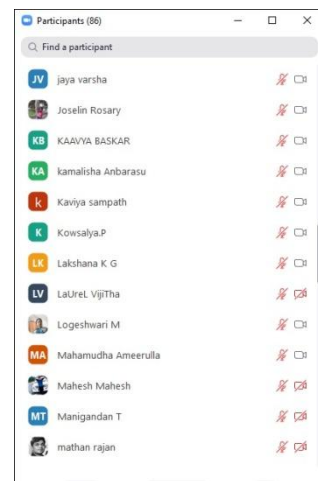 Participants (86)
Find a participant
JV jaya varsha
Joselin Rosary
KB KAAVYA BASKAR
KA kamalisha Anbarasu
k Kaviya sampath
K Kowsalya.P
LK Lakshana K G
LV LaUreL VijiTha
Logeshwari M
MA Mahamudha Ameerulla
Mahesh Mahesh
MT Manigandan T
mathan rajan